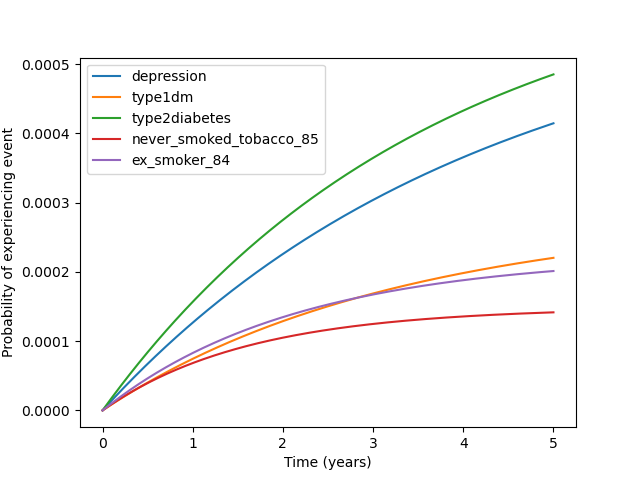 0.0005
0.0004
0.0003
0.0002
0.0001
0.0000
Probability of experiencing event
depression
type1dm
type2diabetes
never_smoked_tobacco_85
ex_smoker_84
0 1 2 3 4 5
Time (years)